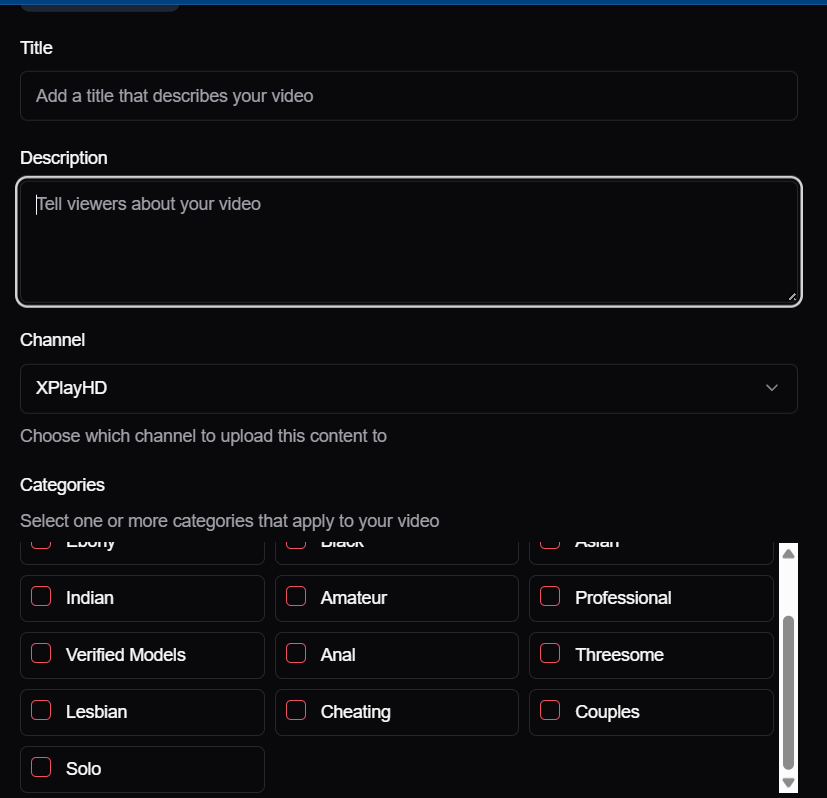 Title
Add a title that describes your video
Description
Tell viewers about your video
Channel
XPlayHD
Choose which channel to upload this content to
Categories
Select one or more categories that apply to your video
Ebony Black Asian
Indian Amateur Professional
Verified Models Anal Threesome
Lesbian Cheating Couples
Solo